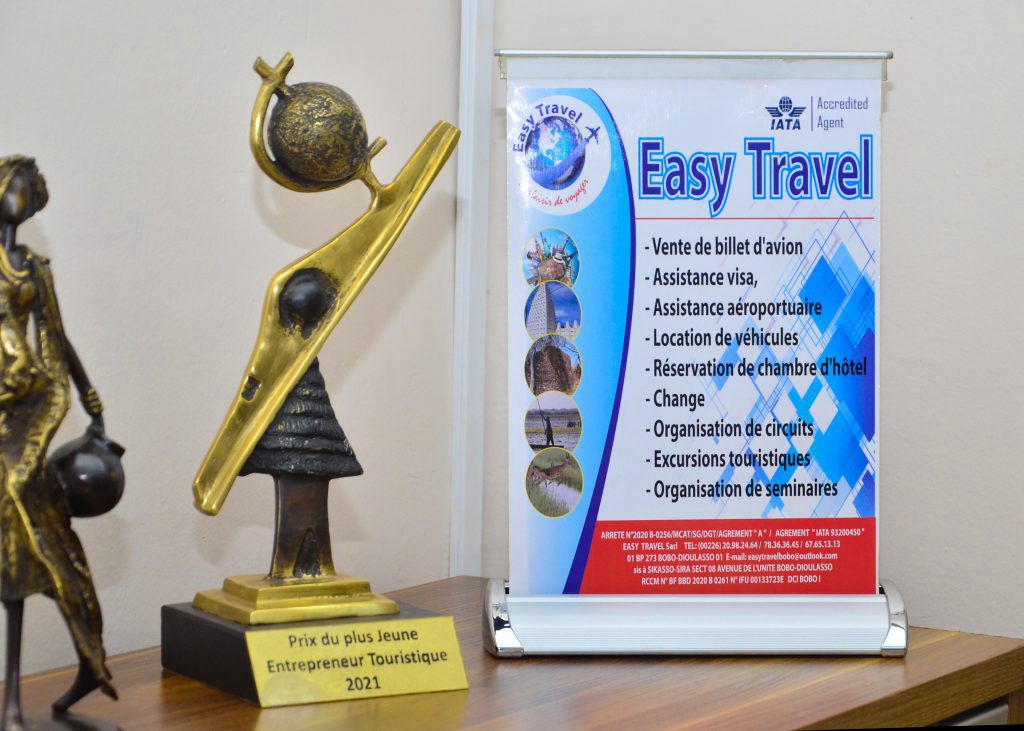 Easy Travel
de voyages
IATA
Accredited
Agent
Easy Travel
- Vente de billet d'avion
- Assistance visa,
- Assistance aéroportuaire
- Location de véhicules
- Réservation de chambre d'hôtel
- Change
- Organisation de circuits
- Excursions touristiques
- Organisation de seminaires
ARRETE N°2020 B-0256/MCAT/SG/DGT/AGREMENT " A " / AGREMENT " IATA 93200450 "
EASY TRAVEL Sarl TEL: (00226) 20.98.24.64 / 78.36.36.45 / 67.65.13.13
01 BP 273 BOBO-DIOULASSO 01 E-mail: easytravelbobo@outlook.com
sis à SIKASSO-SIRA SECT 08 AVENUE DE L'UNITE BOBO-DIOULASSO
RCCM N° BF BBD 2020 B 0261 N° IFU 00133723E DCI BOBO I
Prix du plus Jeune
Entrepreneur Touristique
2021